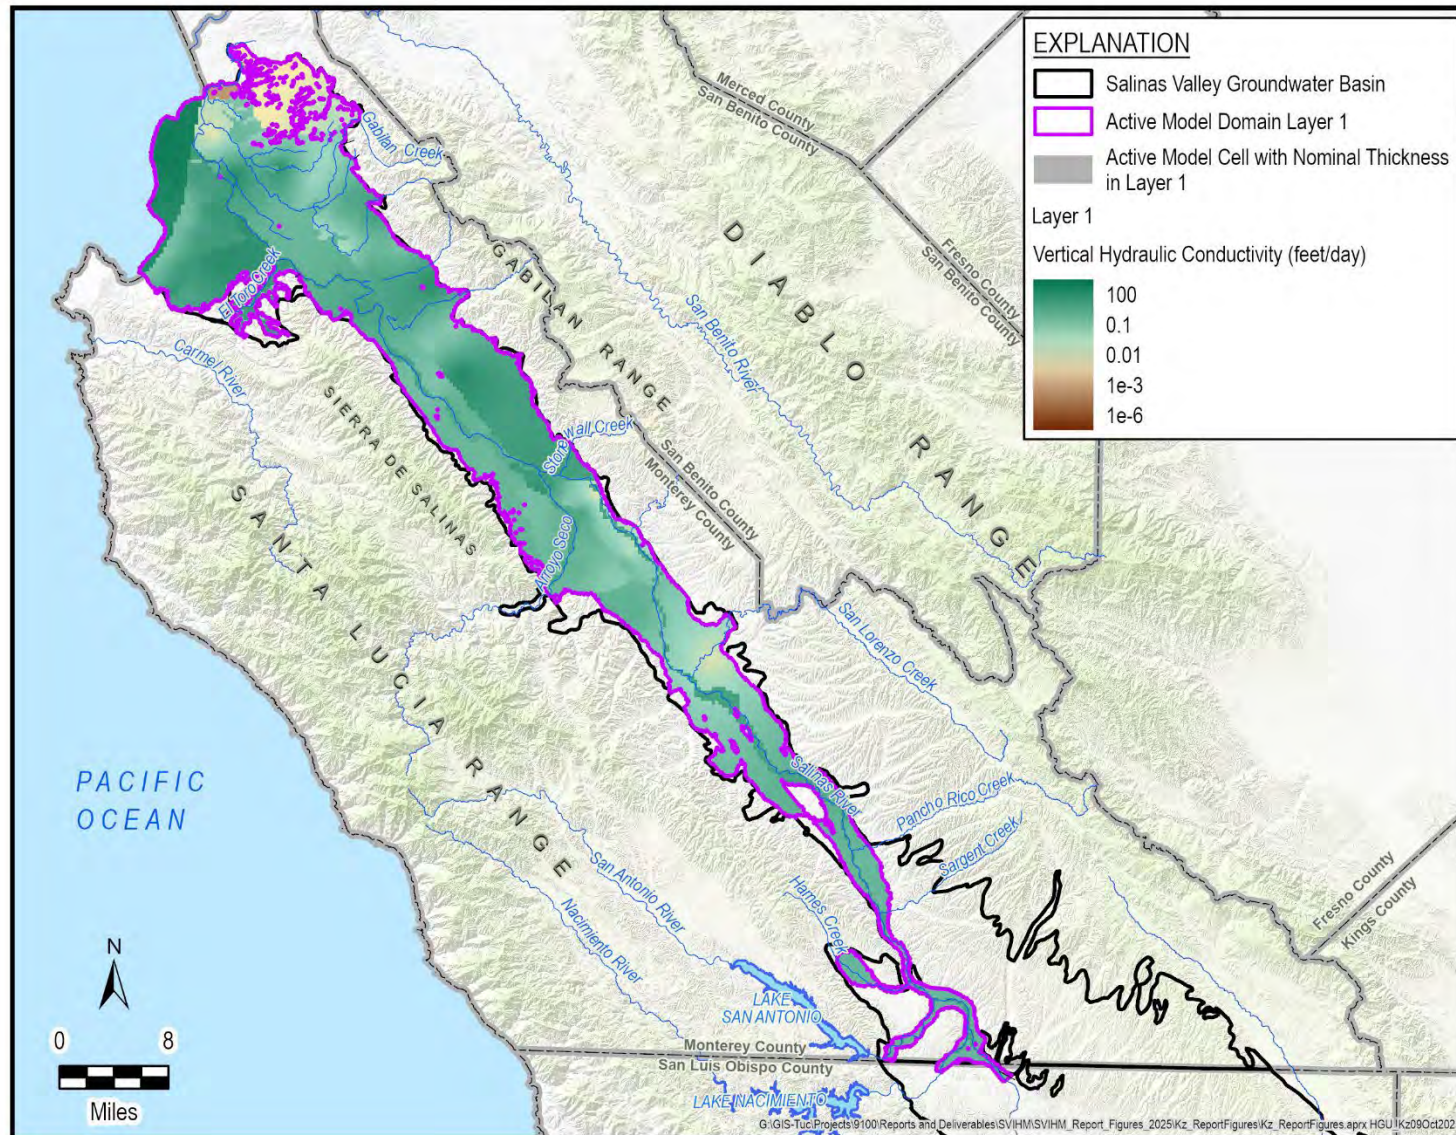 EXPLANATION
Salinas Valley Groundwater Basin
Active Model Domain Layer 1
Active Model Cell with Nominal Thickness
in Layer 1
Layer 1
Vertical Hydraulic Conductivity (feet/day)
100
0.1
0.01
1e-3
1e-6
Merced County
San Benito County
Fresno County
San Benito County
Gabilan Creek
GABILAN RANGE
DIABLO RANGE
San Benito River
El Toro Creek
Carmel River
SIERRA DE SALINAS
SANTA LUCIA RANGE
Stonewall Creek
San Benito County
Monterey County
Arroyo Seco
San Lorenzo Creek
PACIFIC
OCEAN
Salinas River
Pancho Rico Creek
Sargent Creek
Hames Creek
San Antonio River
Nacimiento River
Fresno County
Kings County
N
0 8
Miles
LAKE
SAN ANTONIO
Monterey County
San Luis Obispo County
LAKE NACIMIENTO